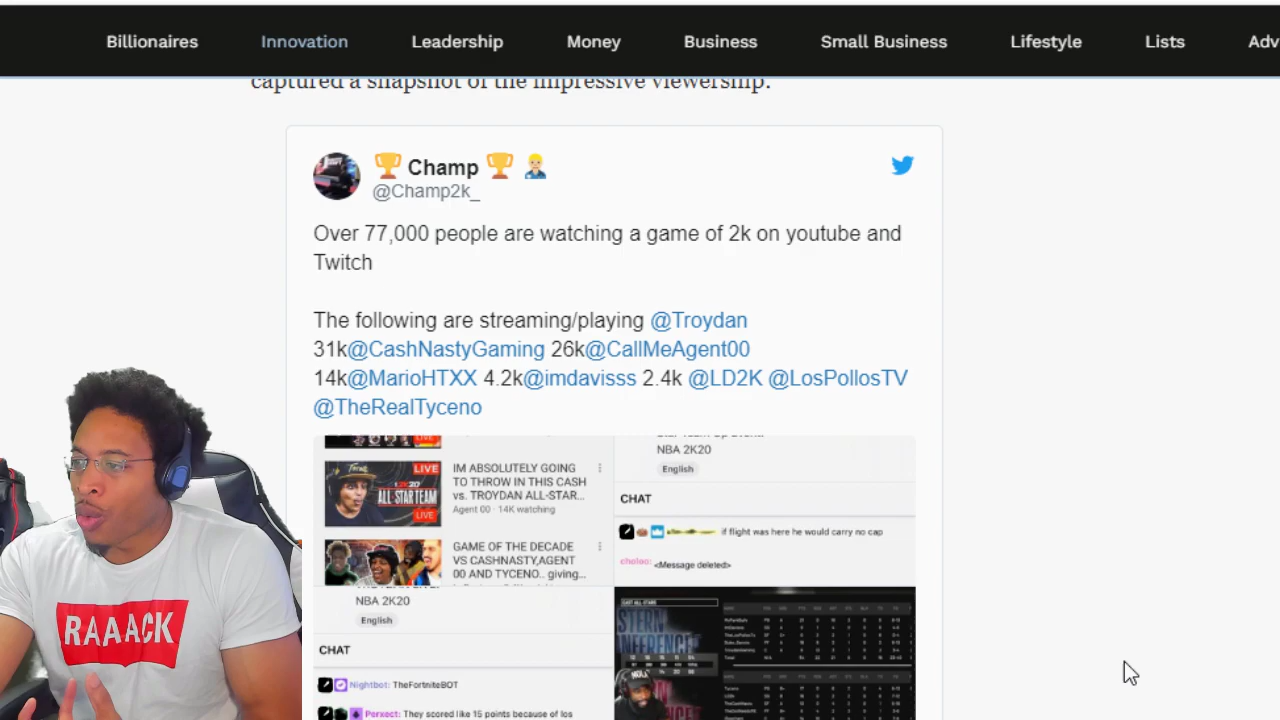 Billionaires Innovation Leadership Money Business Small Business Lifestyle Lists Adv
captured a snapshot of the impressive viewership.
🏆 Champ 🏆 👨🏼‍🔧
@Champ2k_
Over 77,000 people are watching a game of 2k on youtube and
Twitch
The following are streaming/playing @Troydan
31k@CashNastyGaming 26k@CallMeAgent00
14k@MarioHTXX 4.2k@imdavisss 2.4k @LD2K @LosPollosTV
@TheRealTyceno
LIVE
LIVE
ALL-STAR TEAM
LIVE
IM ABSOLUTELY GOING
TO THROW IN THIS CASH
vs. TROYDAN ALL-STAR...
Agent 00 · 14K watching
GAME OF THE DECADE
VS CASHNASTY,AGENT
00 AND TYCENO.. giving...
NBA 2K20
English
CHAT
if flight was here he would carry no cap
<Message deleted>
NBA 2K20
English
CHAT
Nightbot: TheFortniteBOT
Perxect: They scored like 15 points because of los
RAAACK